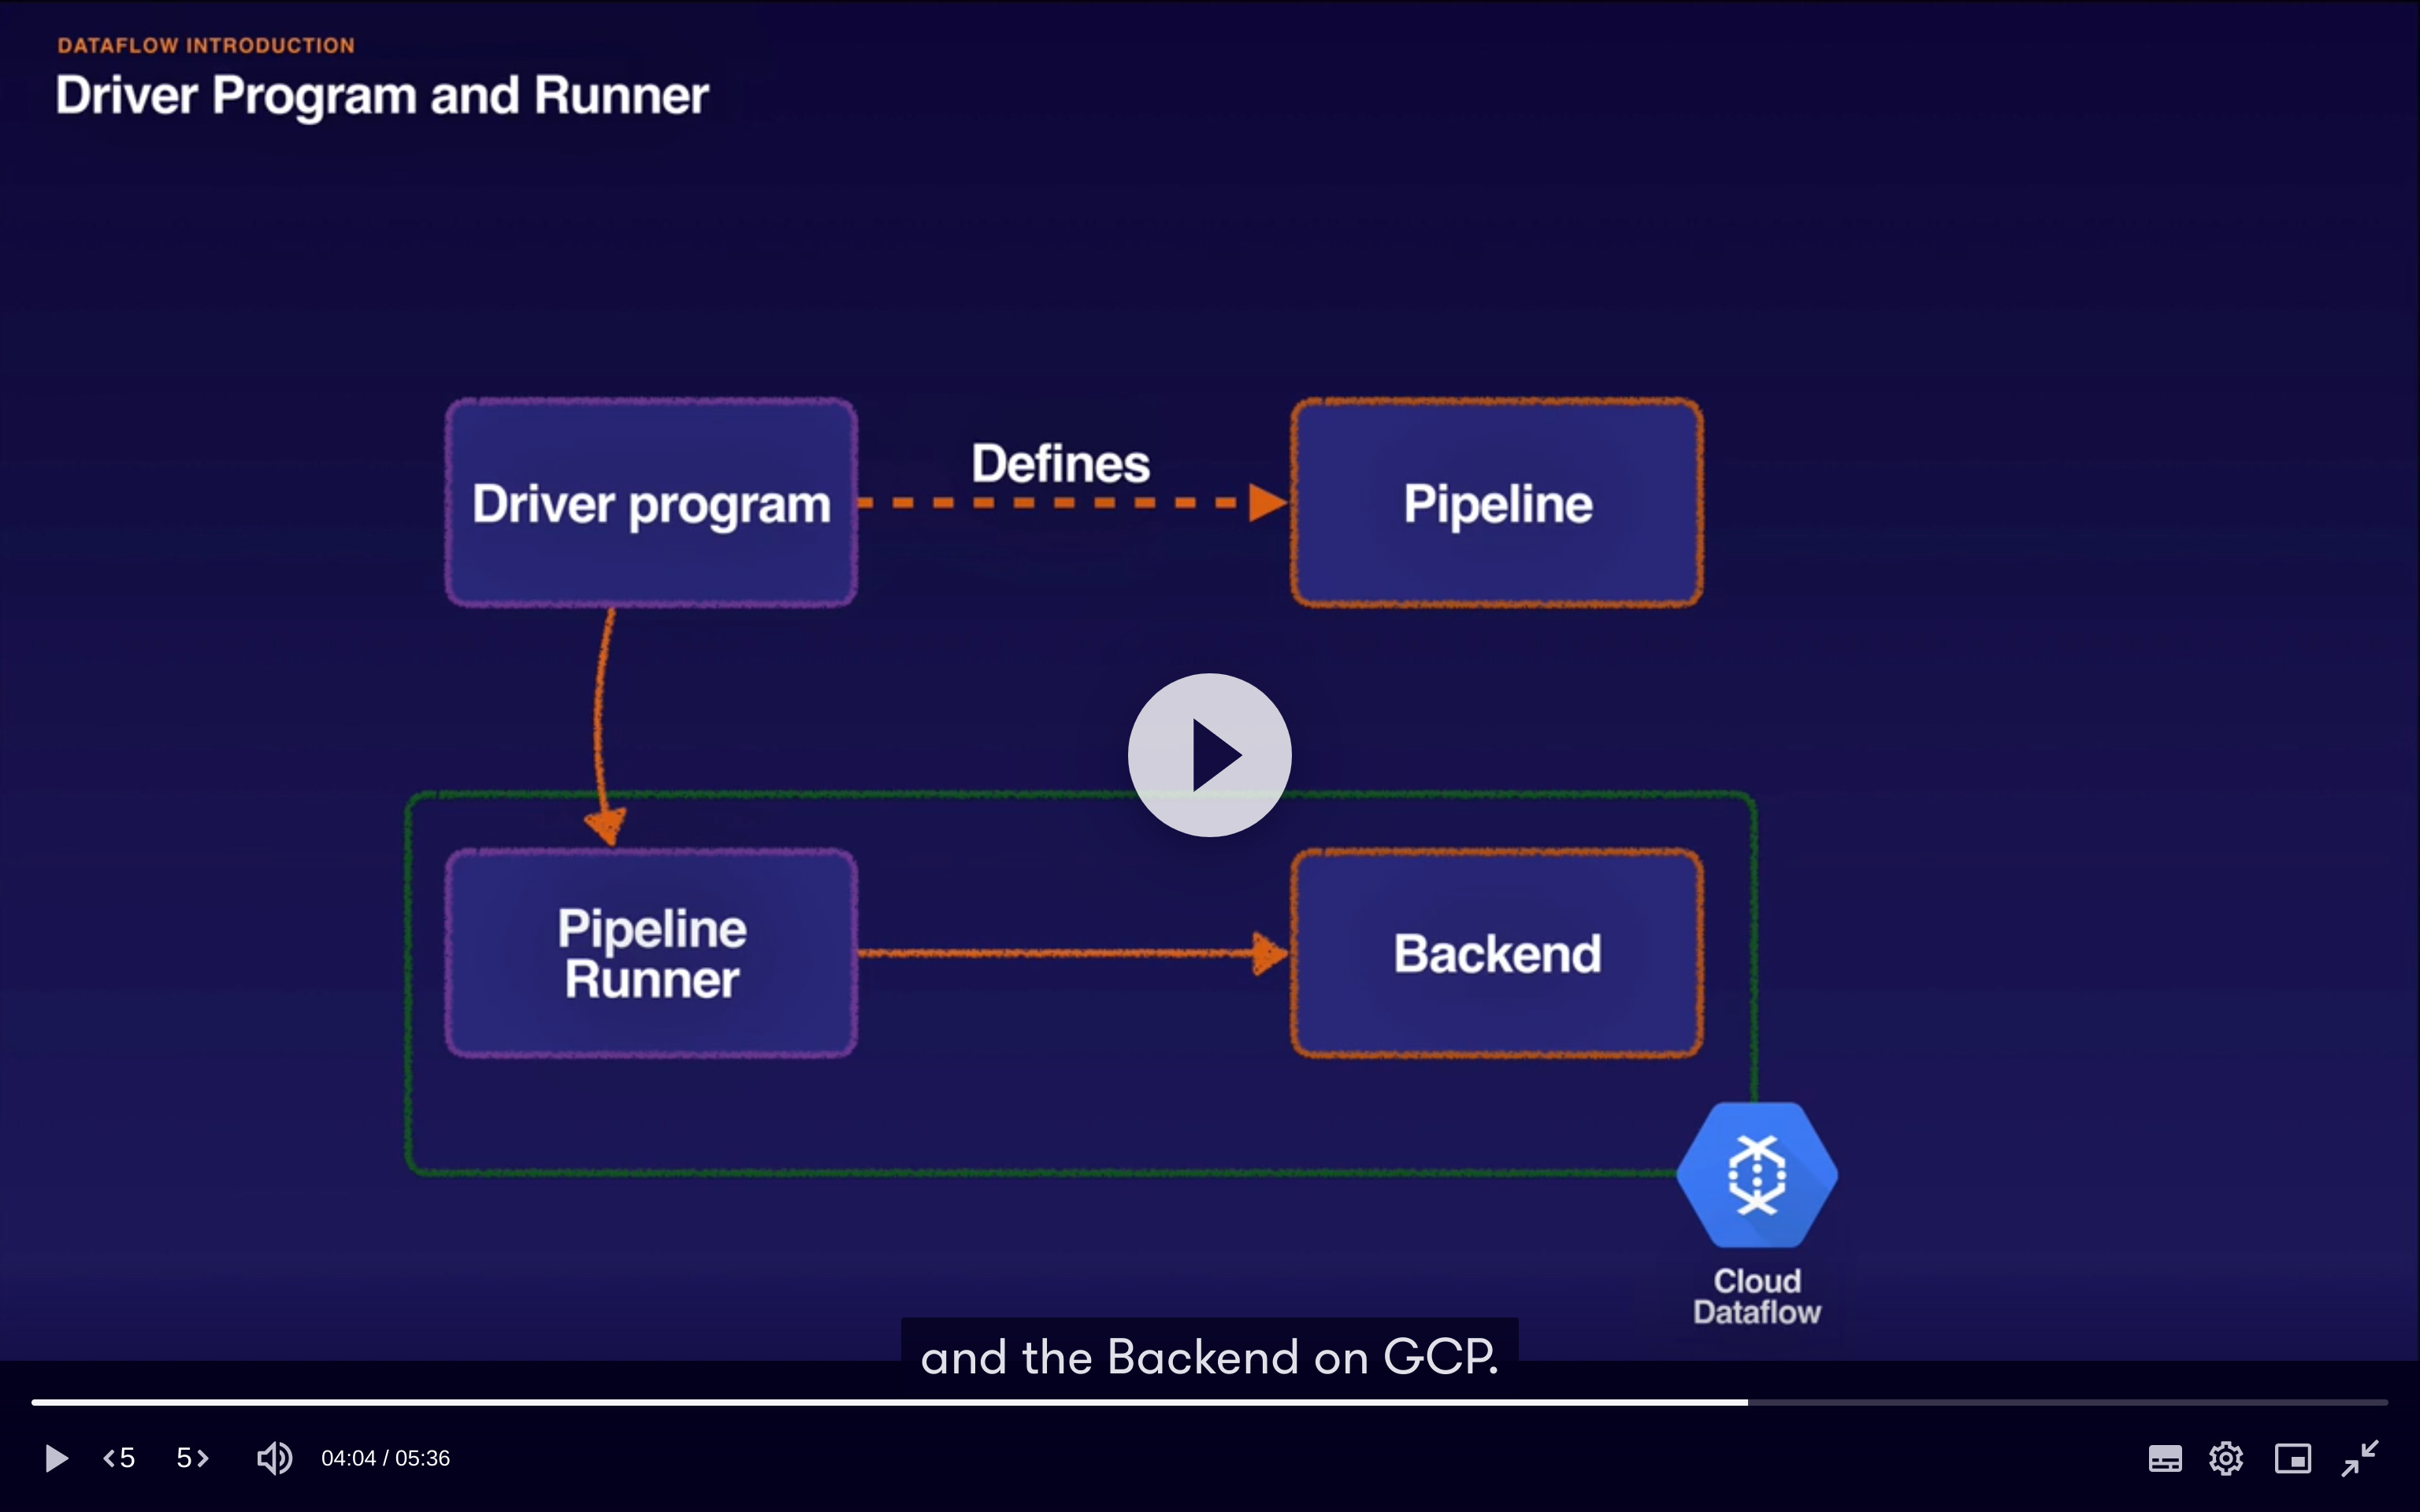 DATAFLOW INTRODUCTION
Driver Program and Runner
Driver program
Defines
Pipeline
Pipeline
Runner
Backend
Cloud
Dataflow
and the Backend on GCP.
5
5
04:04 / 05:36